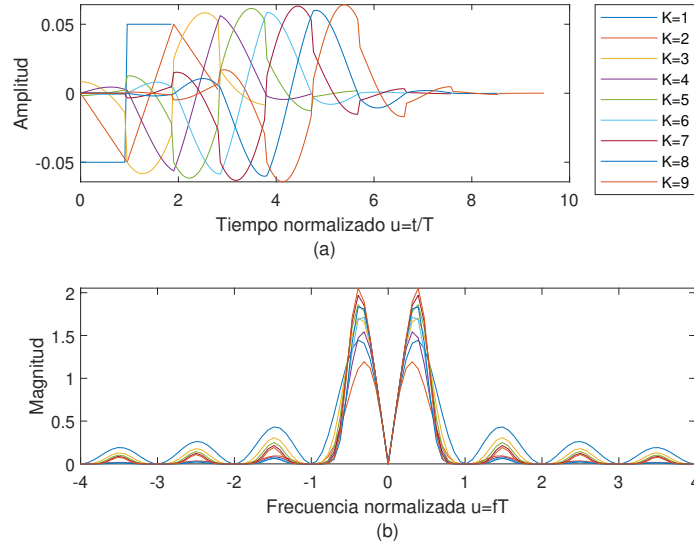 0.05
0
-0.05
Amplitud
0 2 4 6 8 10
Tiempo normalizado u=t/T
(a)
K=1
K=2
K=3
K=4
K=5
K=6
K=7
K=8
K=9
2
1.5
1
0.5
0
Magnitud
-4 -3 -2 -1 0 1 2 3 4
Frecuencia normalizada u=fT
(b)